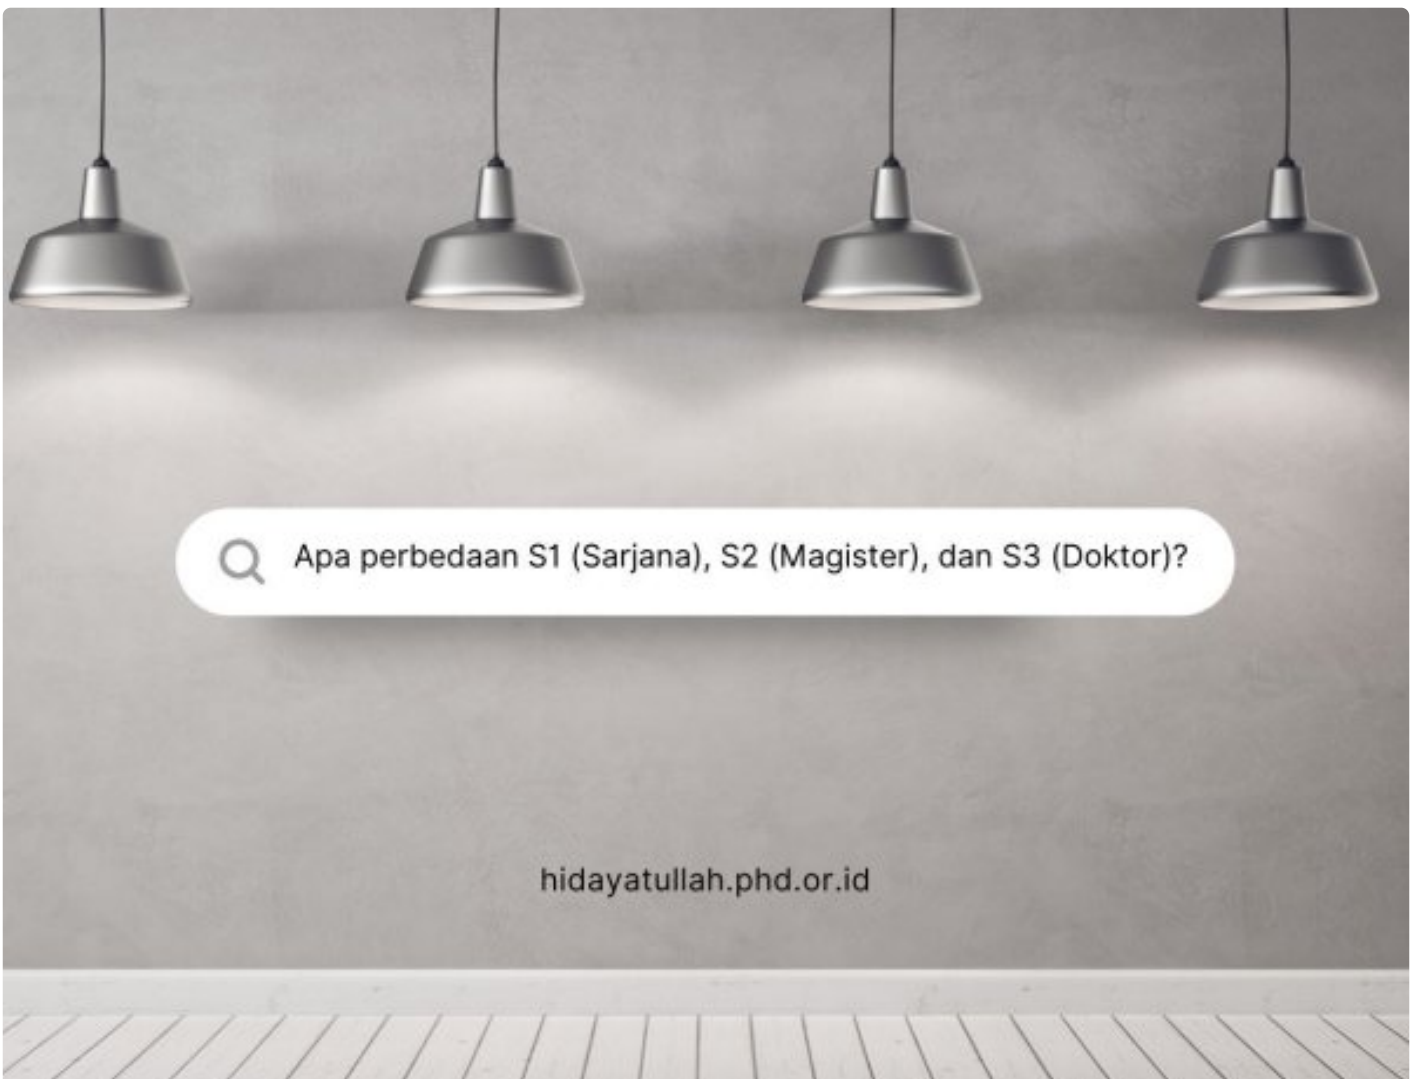 Apa perbedaan S1 (Sarjana), S2 (Magister), dan S3 (Doktor)?
hidayatullah.phd.or.id